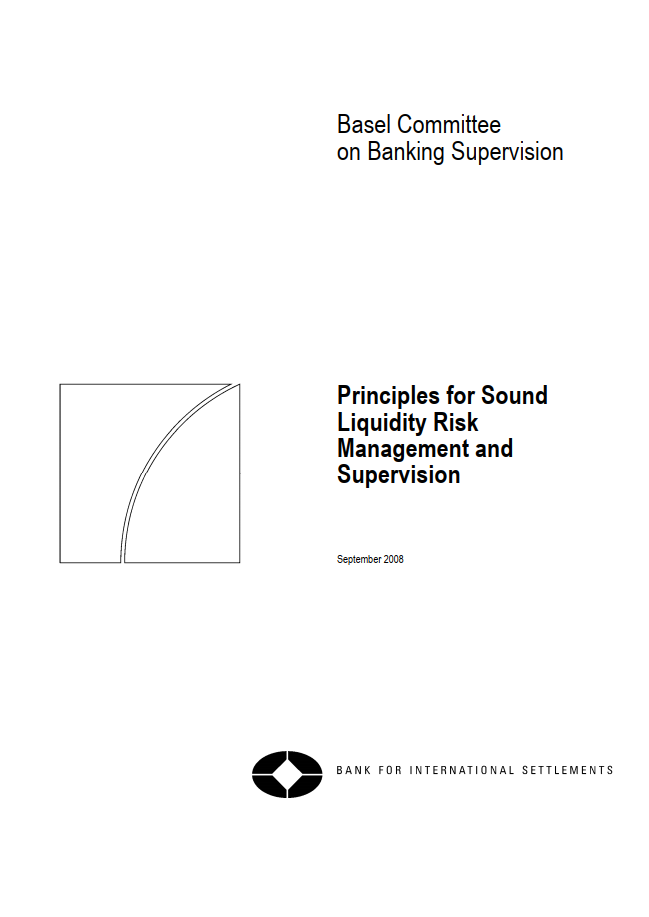 Basel Committee
on Banking Supervision
Principles for Sound
Liquidity Risk
Management and
Supervision
September 2008
BANK FOR INTERNATIONAL SETTLEMENTS